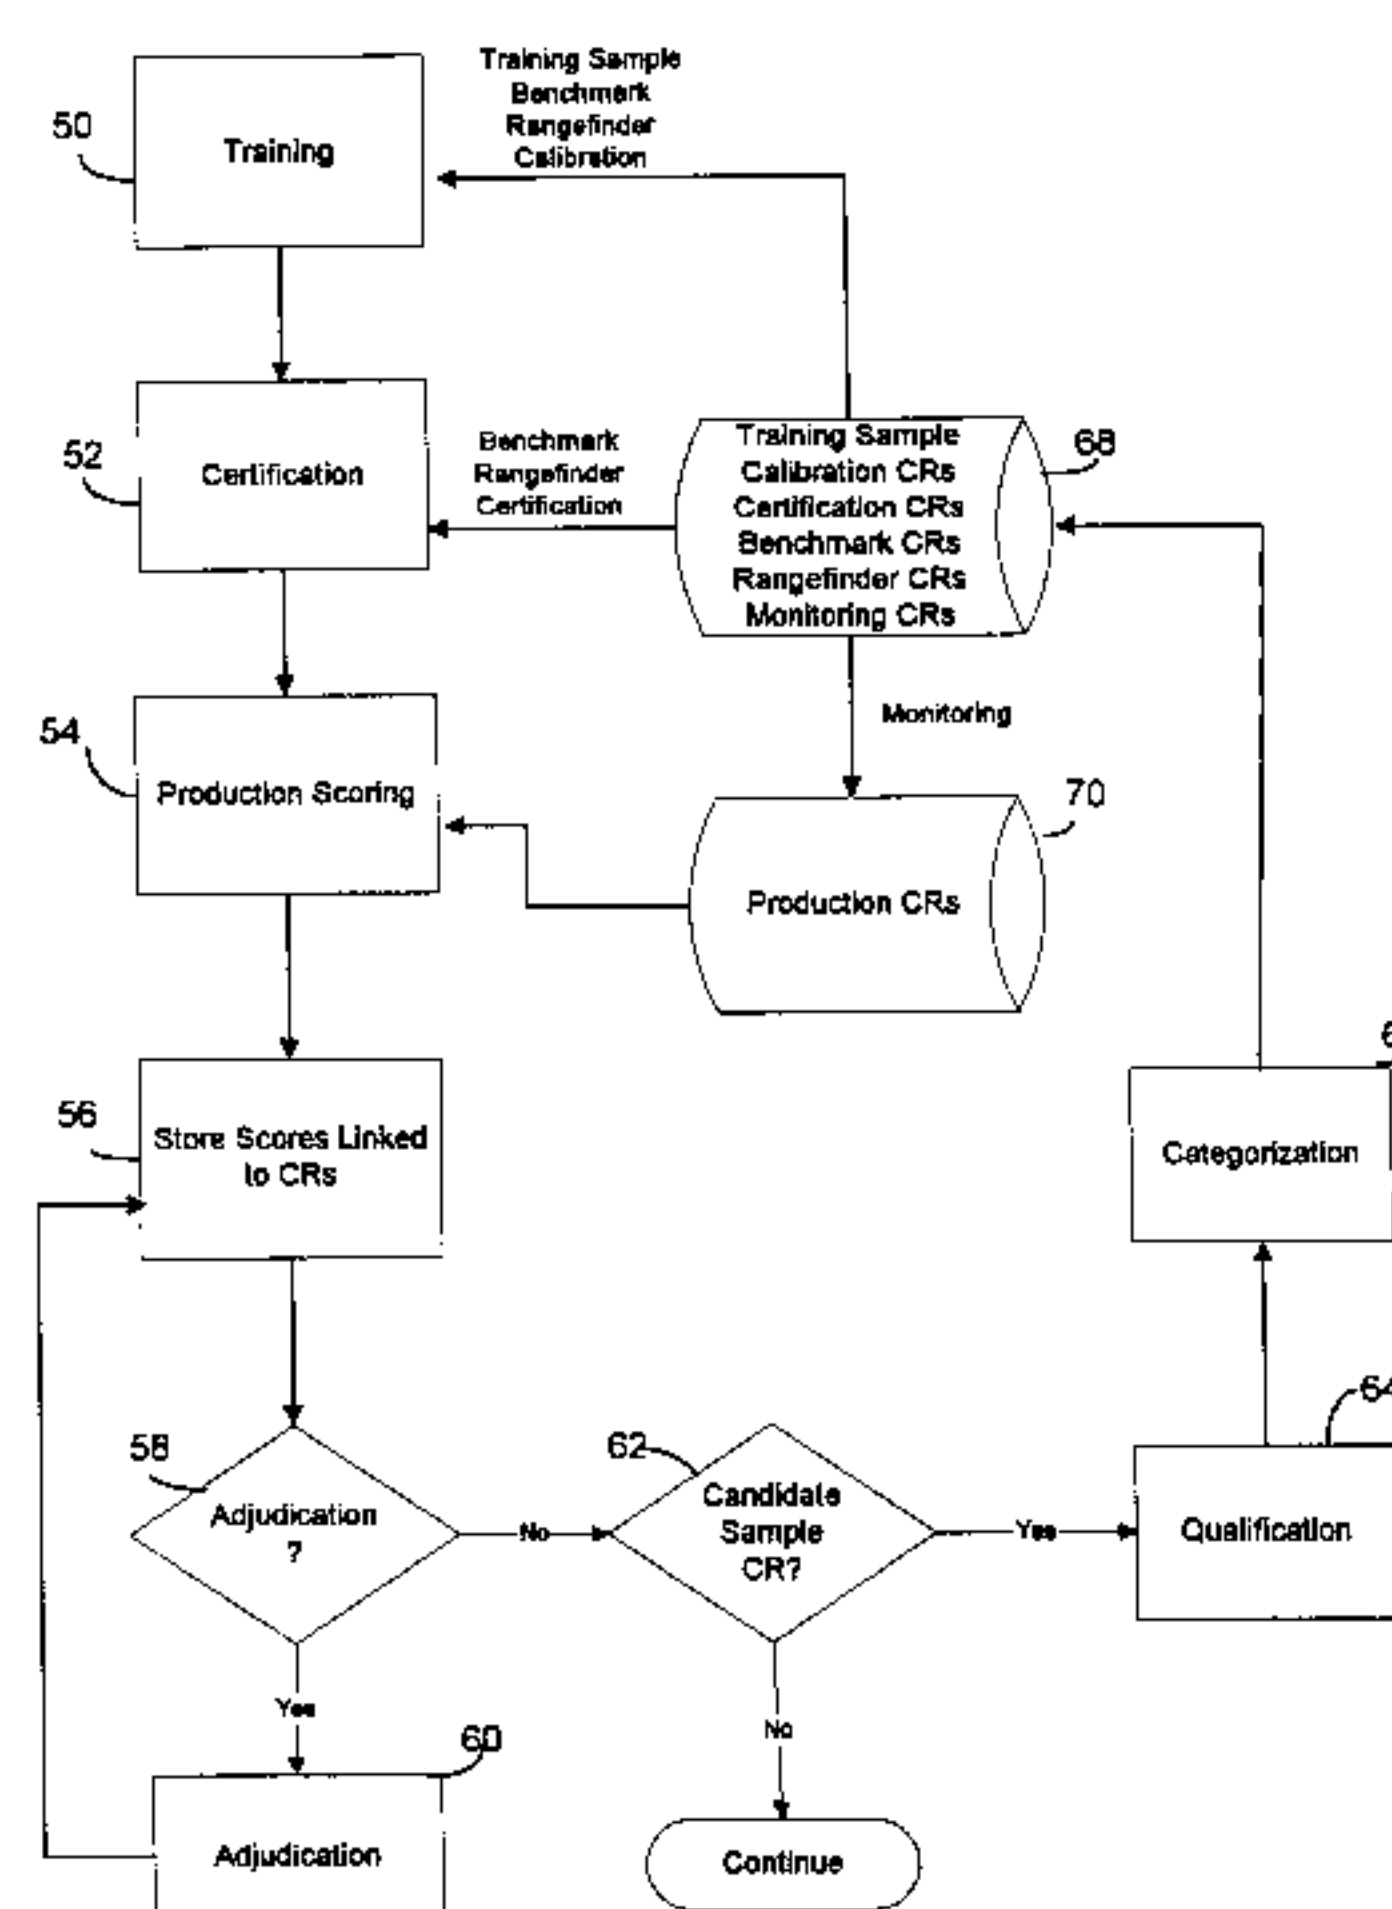 Training Sample
Benchmark
Rangefinder
Calibration
50
Training
52
Certification
Benchmark
Rangefinder
Certification
Training Sample
Calibration CRs
Certification CRs
Benchmark CRs
Rangefinder CRs
Monitoring CRs
68
54
Production Scoring
Monitoring
70
Production CRs
56
Store Scores Linked
to CRs
Categorization
58
Adjudication
?
No
62
Candidate
Sample
CR?
Yes
64
Qualification
Yes
No
60
Adjudication
Continue